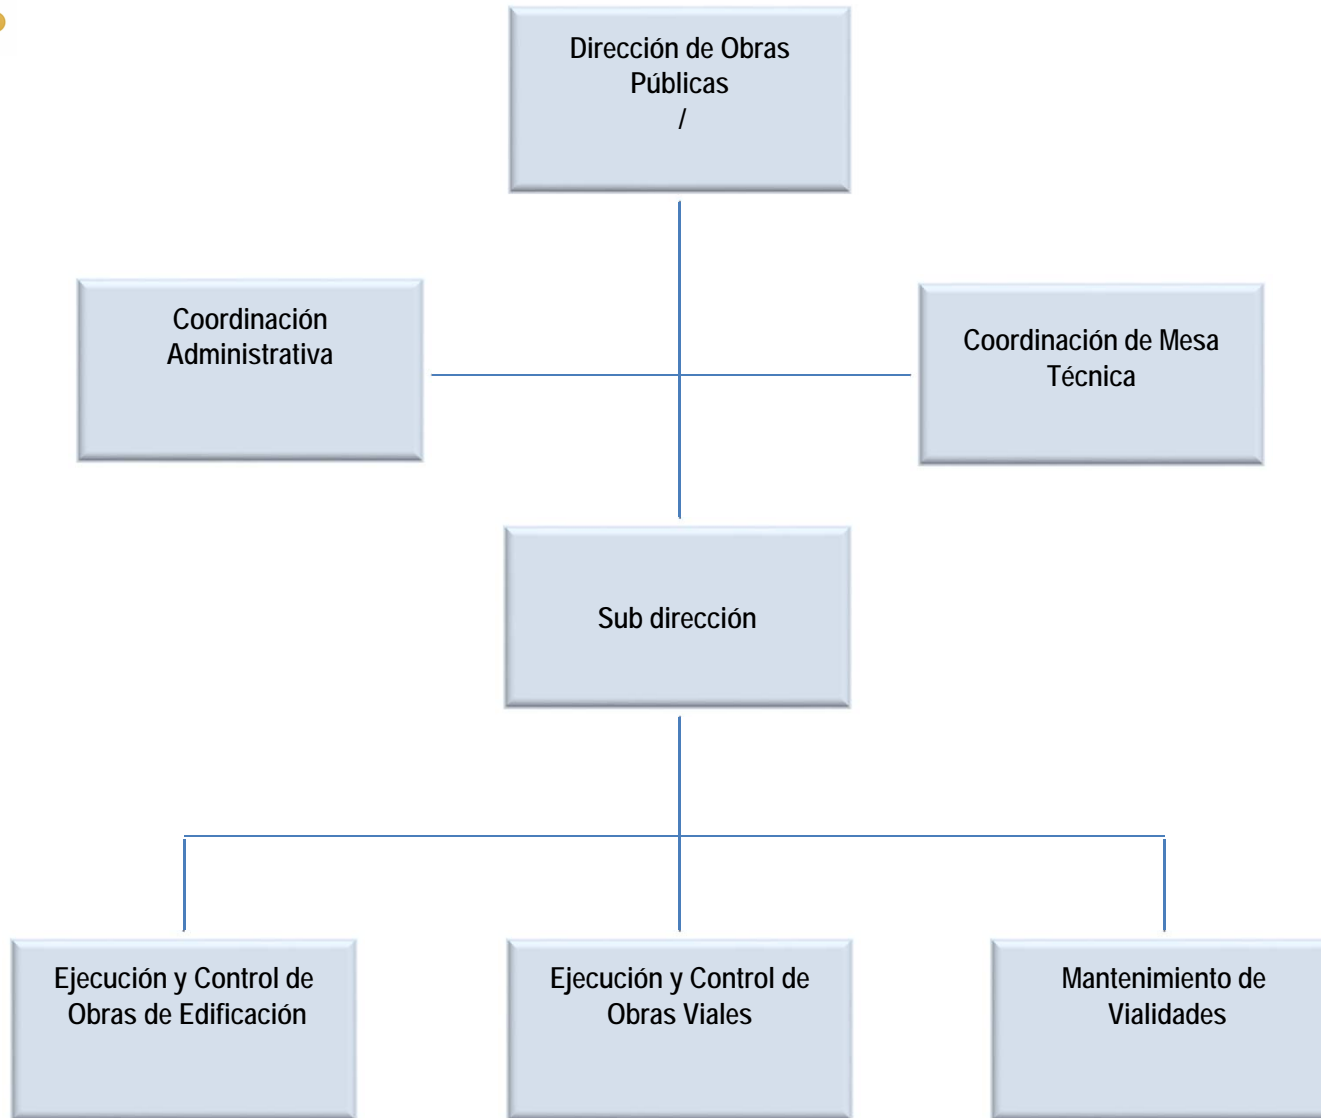 Dirección de Obras
Públicas
/
Coordinación
Administrativa
Coordinación de Mesa
Técnica
Sub dirección
Ejecución y Control de
Obras de Edificación
Ejecución y Control de
Obras Viales
Mantenimiento de
Vialidades